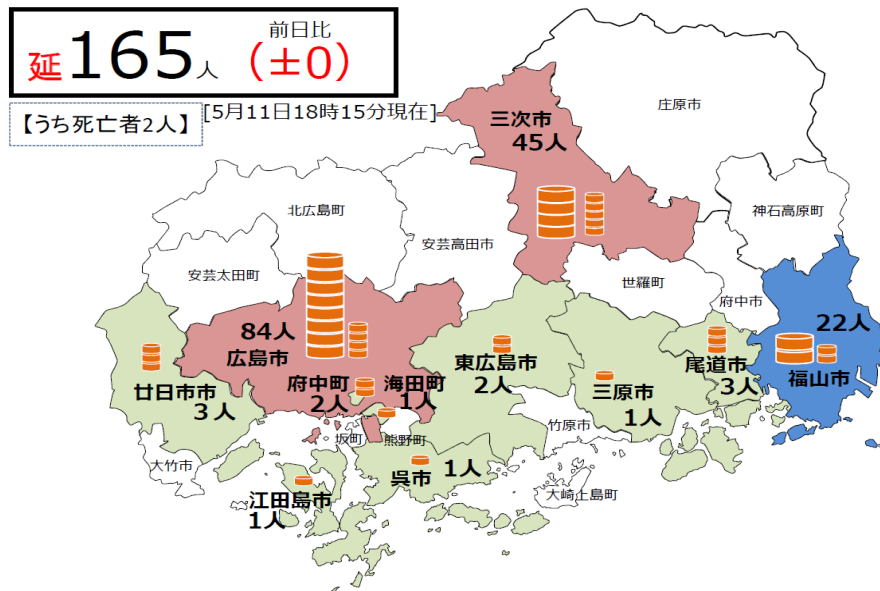 前日比
延165人（±0）
【うち死亡者2人】
[5月11日18時15分現在]
庄原市
三次市
45人
北広島町
神石高原町
安芸高田市
安芸太田町
世羅町
府中市
84人
広島市
22人
福山市
東広島市
2人
尾道市
3人
廿日市市
3人
府中町
2人
海田町
1人
三原市
1人
竹原市
坂町
熊野町
大竹市
呉市 1人
江田島市
1人
大崎上島町